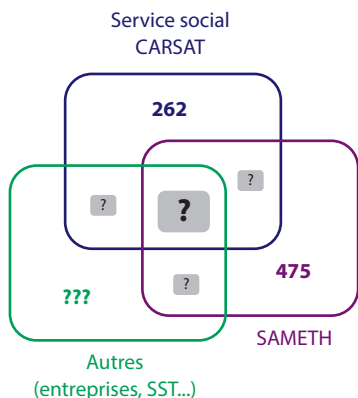 Service social
CARSAT
262
?
?
?
?
475
???
SAMETH
Autres
(entreprises, SST...)